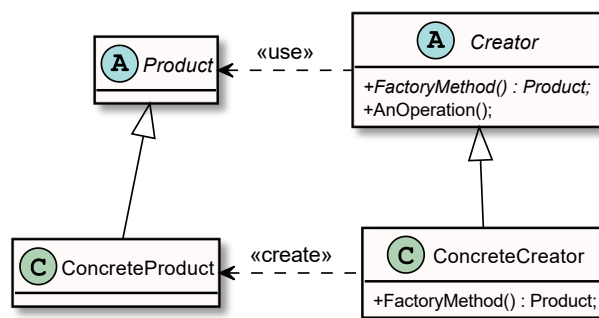 A Product
«use»
A Creator
+FactoryMethod() : Product;
+AnOperation();
C ConcreteProduct
«create»
C ConcreteCreator
+FactoryMethod() : Product;